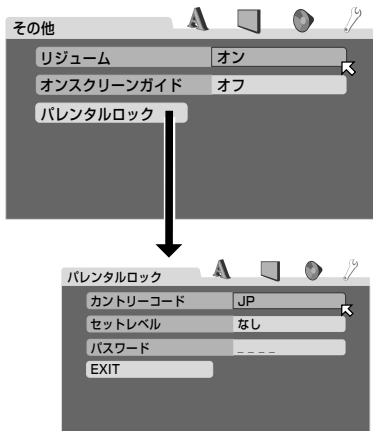 その他
リジューム オン
オンスクリーンガイド オフ
パレンタルロック
パレンタルロック
カントリーコード JP
セットレベル なし
パスワード _ _ _ _
EXIT